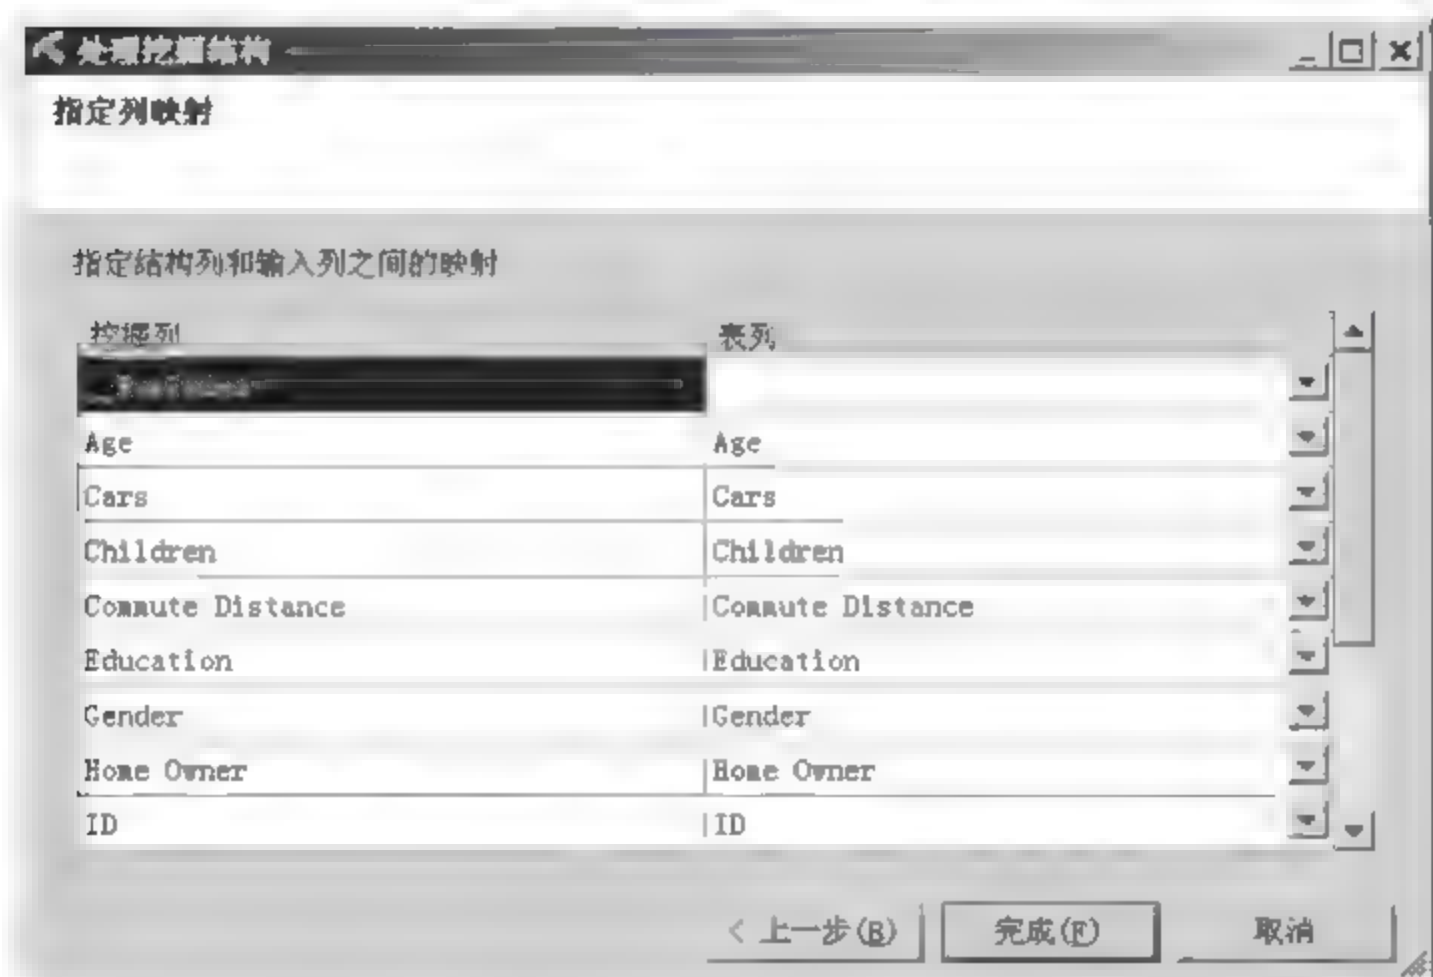 处理挖掘结构
指定列映射
指定结构列和输入列之间的映射
挖掘列 表列
Age Age
Cars Cars
Children Children
Commute Distance Commute Distance
Education Education
Gender Gender
Home Owner Home Owner
ID ID
< 上一步(B) 完成(F) 取消